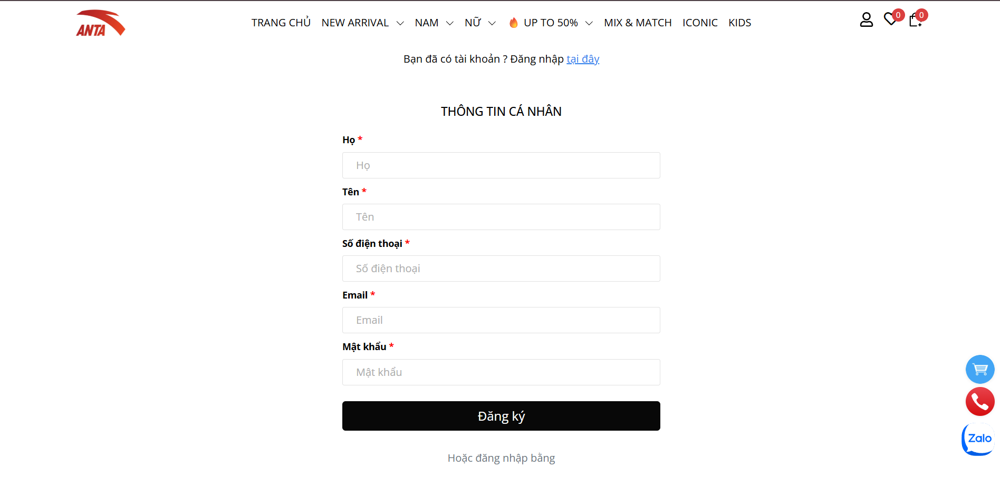 ANTA
TRANG CHỦ NEW ARRIVAL NAM NỮ UP TO 50% MIX & MATCH ICONIC KIDS
0 0
Bạn đã có tài khoản ? Đăng nhập tại đây
THÔNG TIN CÁ NHÂN
Họ *
Họ
Tên *
Tên
Số điện thoại *
Số điện thoại
Email *
Email
Mật khẩu *
Mật khẩu
Đăng ký
Zalo
Hoặc đăng nhập bằng